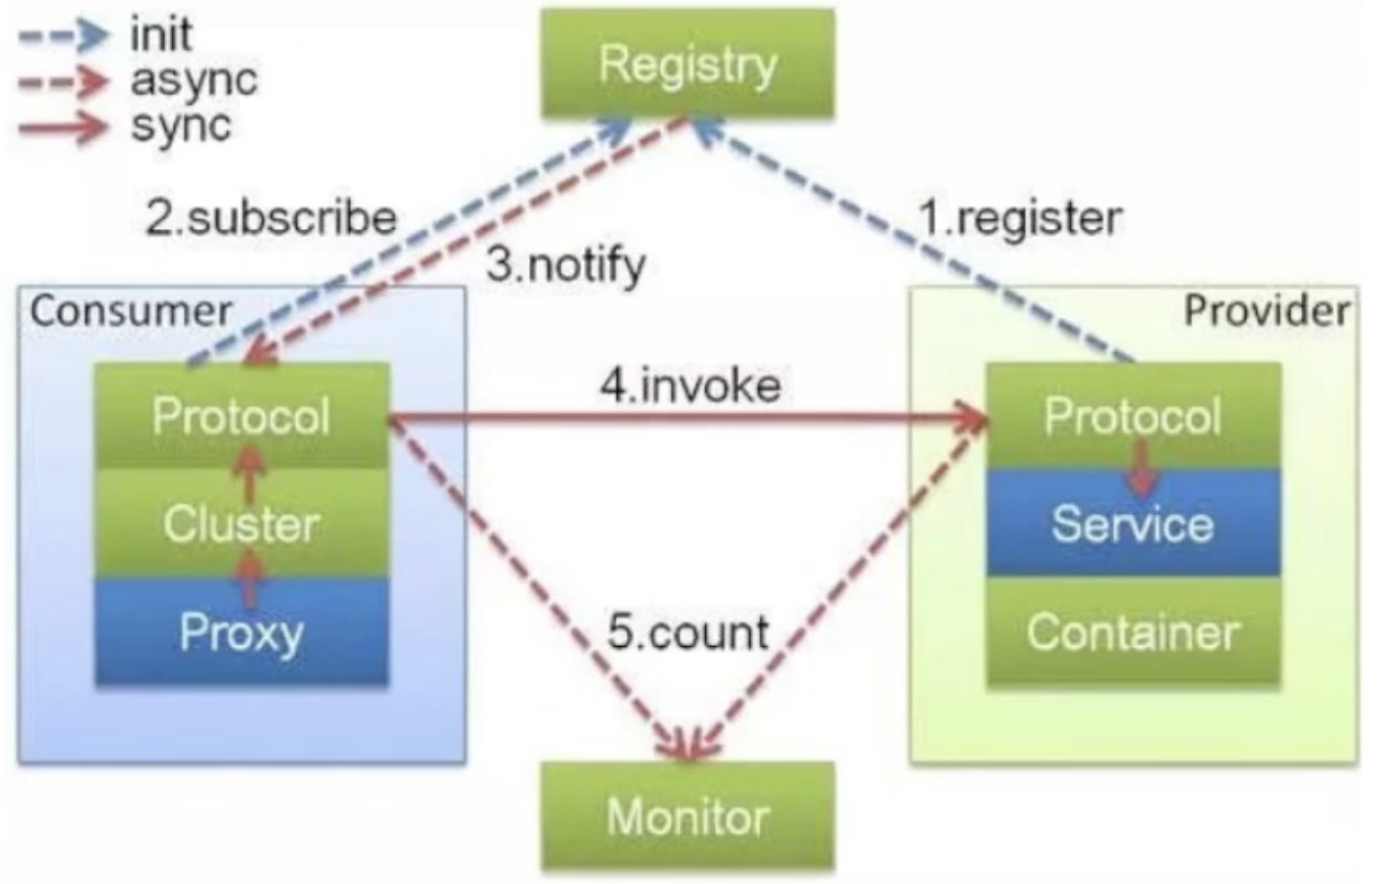 init
async
sync
Registry
2.subscribe
1.register
3.notify
Consumer
Provider
4.invoke
Protocol
Protocol
Cluster
Service
Proxy
5.count
Container
Monitor